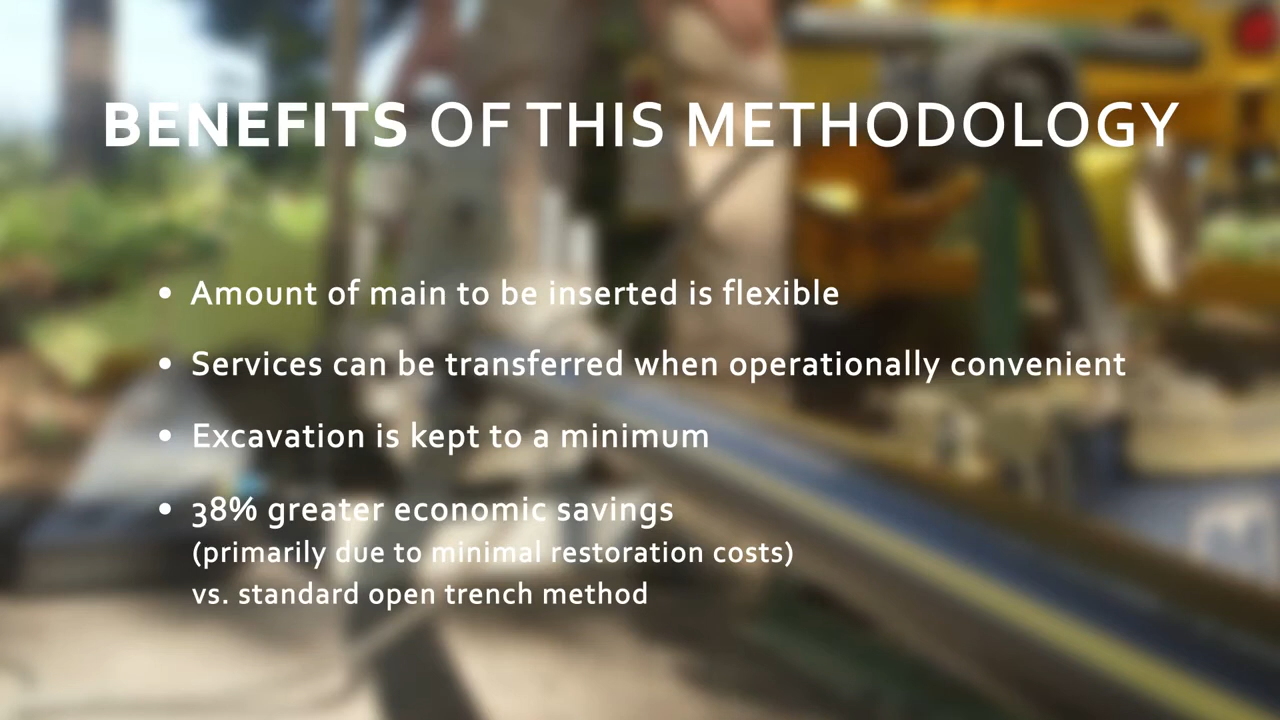 BENEFITS OF THIS METHODOLOGY
• Amount of main to be inserted is flexible
• Services can be transferred when operationally convenient
• Excavation is kept to a minimum
• 38% greater economic savings
(primarily due to minimal restoration costs)
vs. standard open trench method